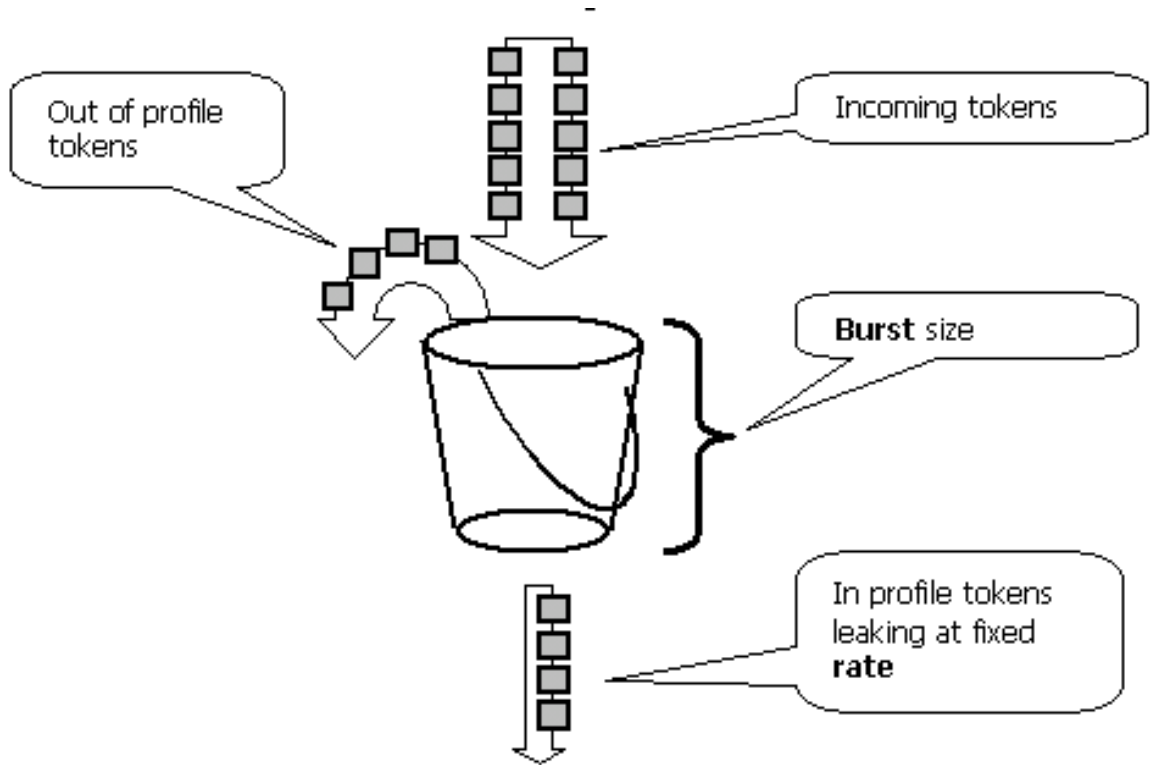 Out of profile
tokens
Incoming tokens
Burst size
In profile tokens
leaking at fixed
rate